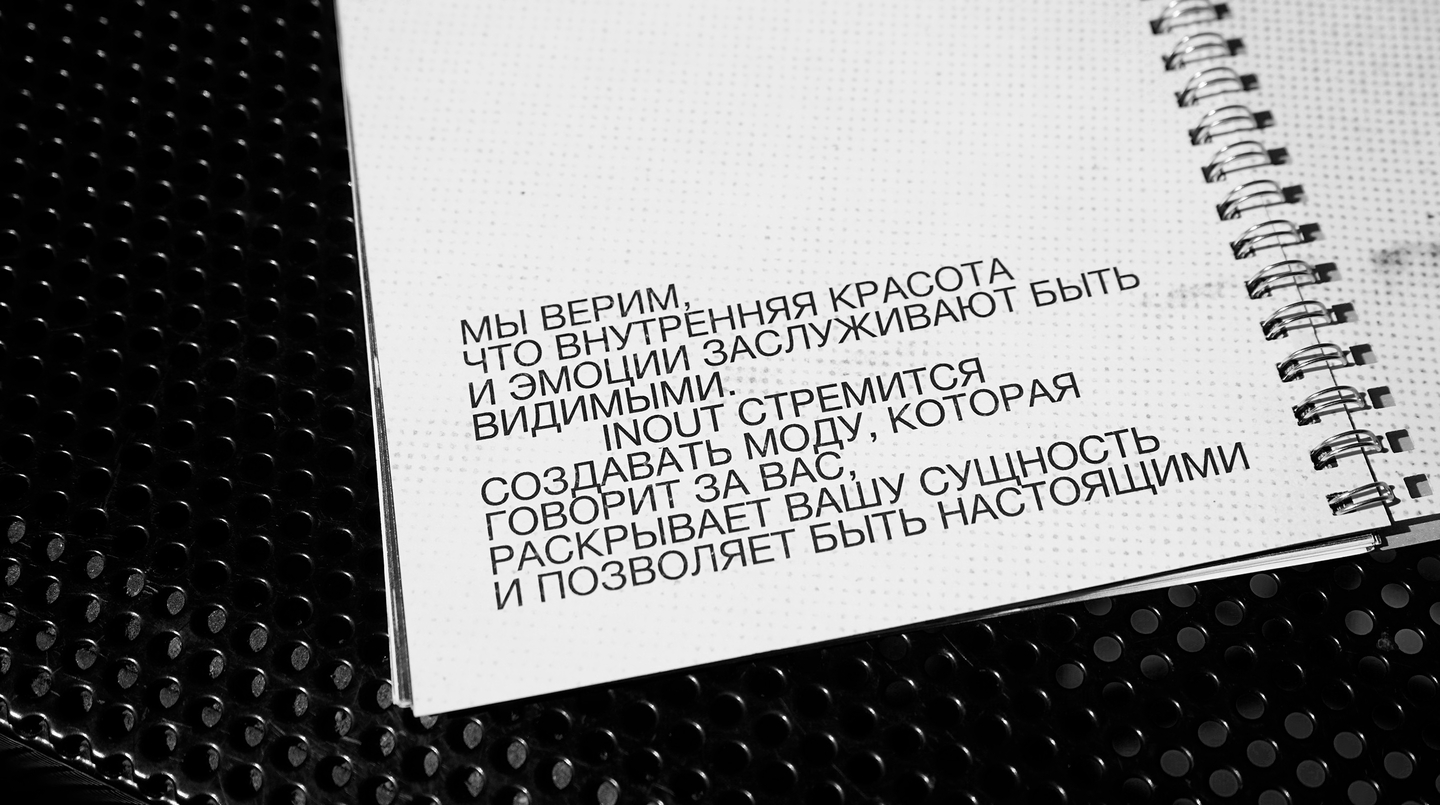 МЫ ВЕРИМ,
ЧТО ВНУТРЕННЯЯ КРАСОТА
И ЭМОЦИИ ЗАСЛУЖИВАЮТ БЫТЬ
ВИДИМЫМИ.
INOUT СТРЕМИТСЯ
СОЗДАВАТЬ МОДУ, КОТОРАЯ
ГОВОРИТ ЗА ВАС,
РАСКРЫВАЕТ ВАШУ СУЩНОСТЬ
И ПОЗВОЛЯЕТ БЫТЬ НАСТОЯЩИМИ